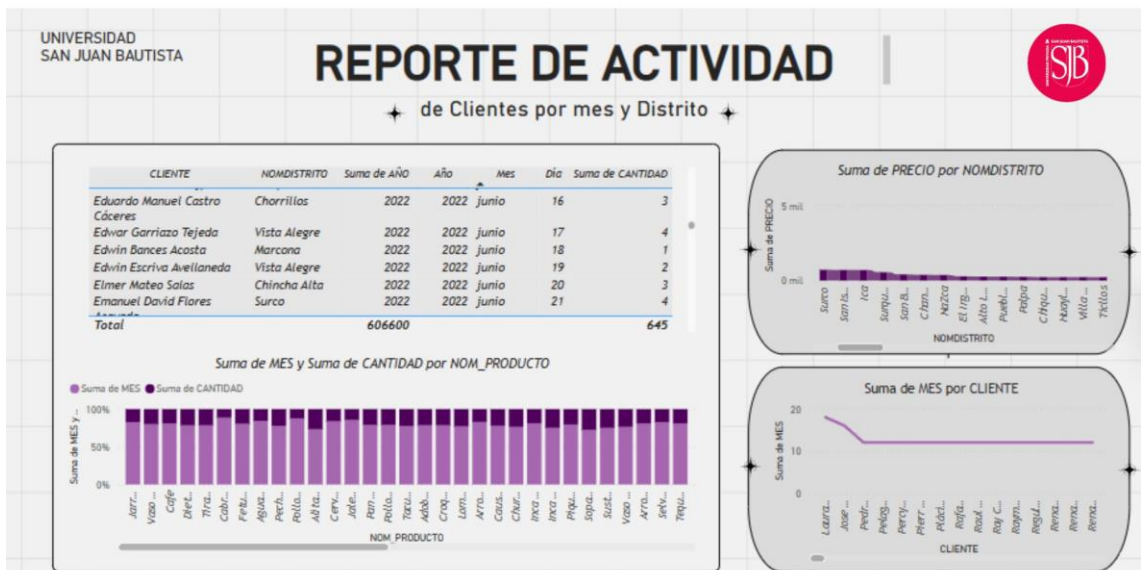 UNIVERSIDAD
SAN JUAN BAUTISTA
REPORTE DE ACTIVIDAD
de Clientes por mes y Distrito
SJB
CLIENTE NOMDISTRITO Suma de AÑO Año Mes Dia Suma de CANTIDAD
Eduardo Manuel Castro Chorrillos 2022 2022 junio 16 3
Cáceres
Edwar Garriazo Tejeda Vista Alegre 2022 2022 junio 17 4
Edwin Bances Acosta Marcona 2022 2022 junio 18 1
Edwin Escriva Avellaneda Vista Alegre 2022 2022 junio 19 2
Elmer Mateo Salas Chincha Alta 2022 2022 junio 20 3
Emanuel David Flores Surco 2022 2022 junio 21 4
Total 606600 645
Suma de MES y Suma de CANTIDAD por NOM_PRODUCTO
Suma de MES Suma de CANTIDAD
Suma de MES y ...
100%
50%
0%
Jarr... Vaso ... Cafe Diet... Tira... Cabr... Fetu... Agua... Pech... Pollo... Alita... Cerv... Jale... Pan ... Pollo... Tacu... Adob... Croq... Lom... Arro... Caus... Chur... Inca ... Inca ... Piqu... Sopa... Sust... Vaso ... Arro... Selv... Tequ...
NOM_PRODUCTO
Suma de PRECIO por NOMDISTRITO
Suma de PRECIO
5 mil
0 mil
Surco San Is... Ica Surqu... San B... Chan... NaZca El Ing... Alto L... Puebl... Palpa Chiqu... Huayl... Villa ... Ticllos
NOMDISTRITO
Suma de MES por CLIENTE
Suma de MES
20
10
0
Laura... Jose ... Pedr... Pelag... Percy... Pierr ... Pláci... Rafa... Raul ... Ray C... Raym... Regul... Rena... Rena... Rena...
CLIENTE